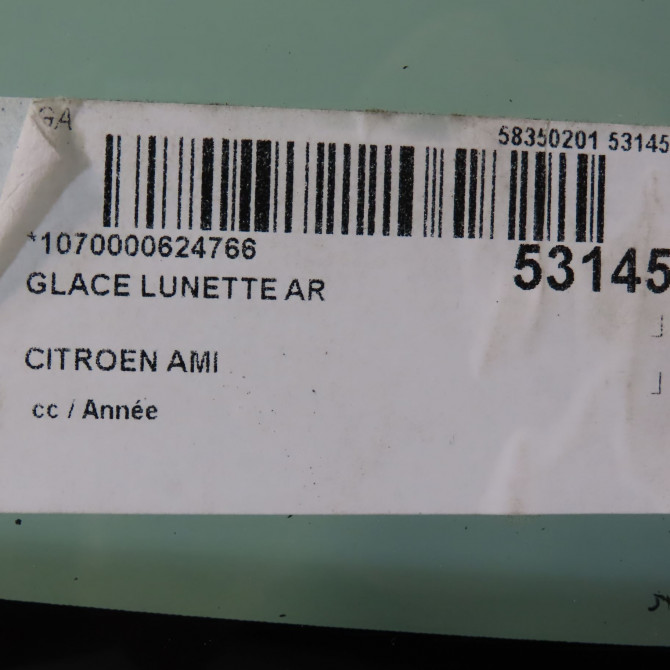 GA
58350201 53145
*1070000624766
53145
GLACE LUNETTE AR
CITROEN AMI
cc / Année